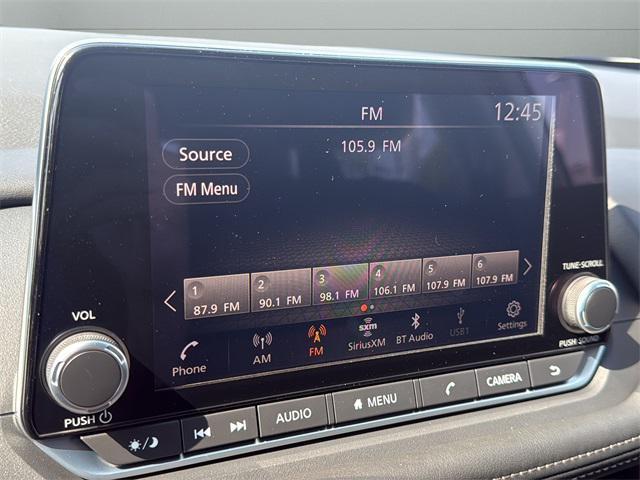 FM
12:45
105.9 FM
Source
FM Menu
1 2 3 4 5 6
87.9 FM 90.1 FM 98.1 FM 106.1 FM 107.9 FM 107.9 FM
Phone AM FM SiriusXM BT Audio USB1 Settings
sxm
VOL
PUSH
TUNE·SCROLL
PUSH SOUND
AUDIO MENU CAMERA